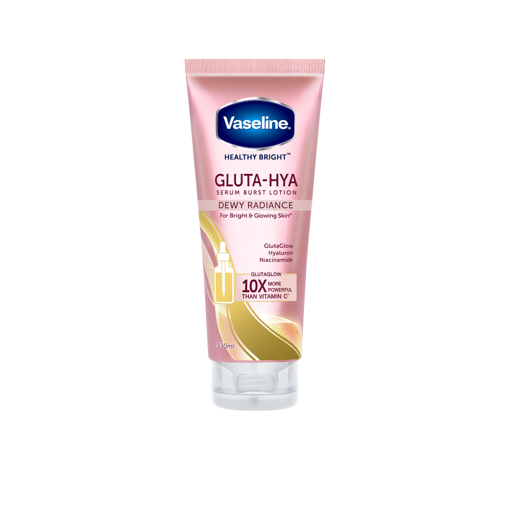 Vaseline.
HEALTHY BRIGHT™
GLUTA-HYA
SERUM BURST LOTION
DEWY RADIANCE
For Bright & Glowing Skin*
GlutaGlow
Hyaluron
Niacinamide
GLUTAGLOW
10X MORE POWERFUL
THAN VITAMIN C*
330ml